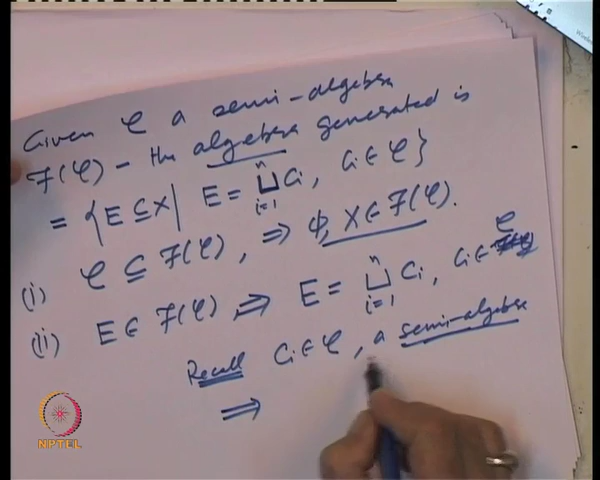 Given 𝒞 a semi-algebra
F(𝒞) - the algebra generated is
= {E ⊆ X | E = ⨆ᵢ₌₁ⁿ Cᵢ, Cᵢ ∈ 𝒞}
(i) 𝒞 ⊆ F(𝒞), ⇒ ϕ, X ∈ F(𝒞).
(ii) E ∈ F(𝒞) ⇒ E = ⨆ᵢ₌₁ⁿ Cᵢ, Cᵢ ∈ 𝒞
Recall Cᵢ ∈ 𝒞, a semi-algebra
⇒
NPTEL